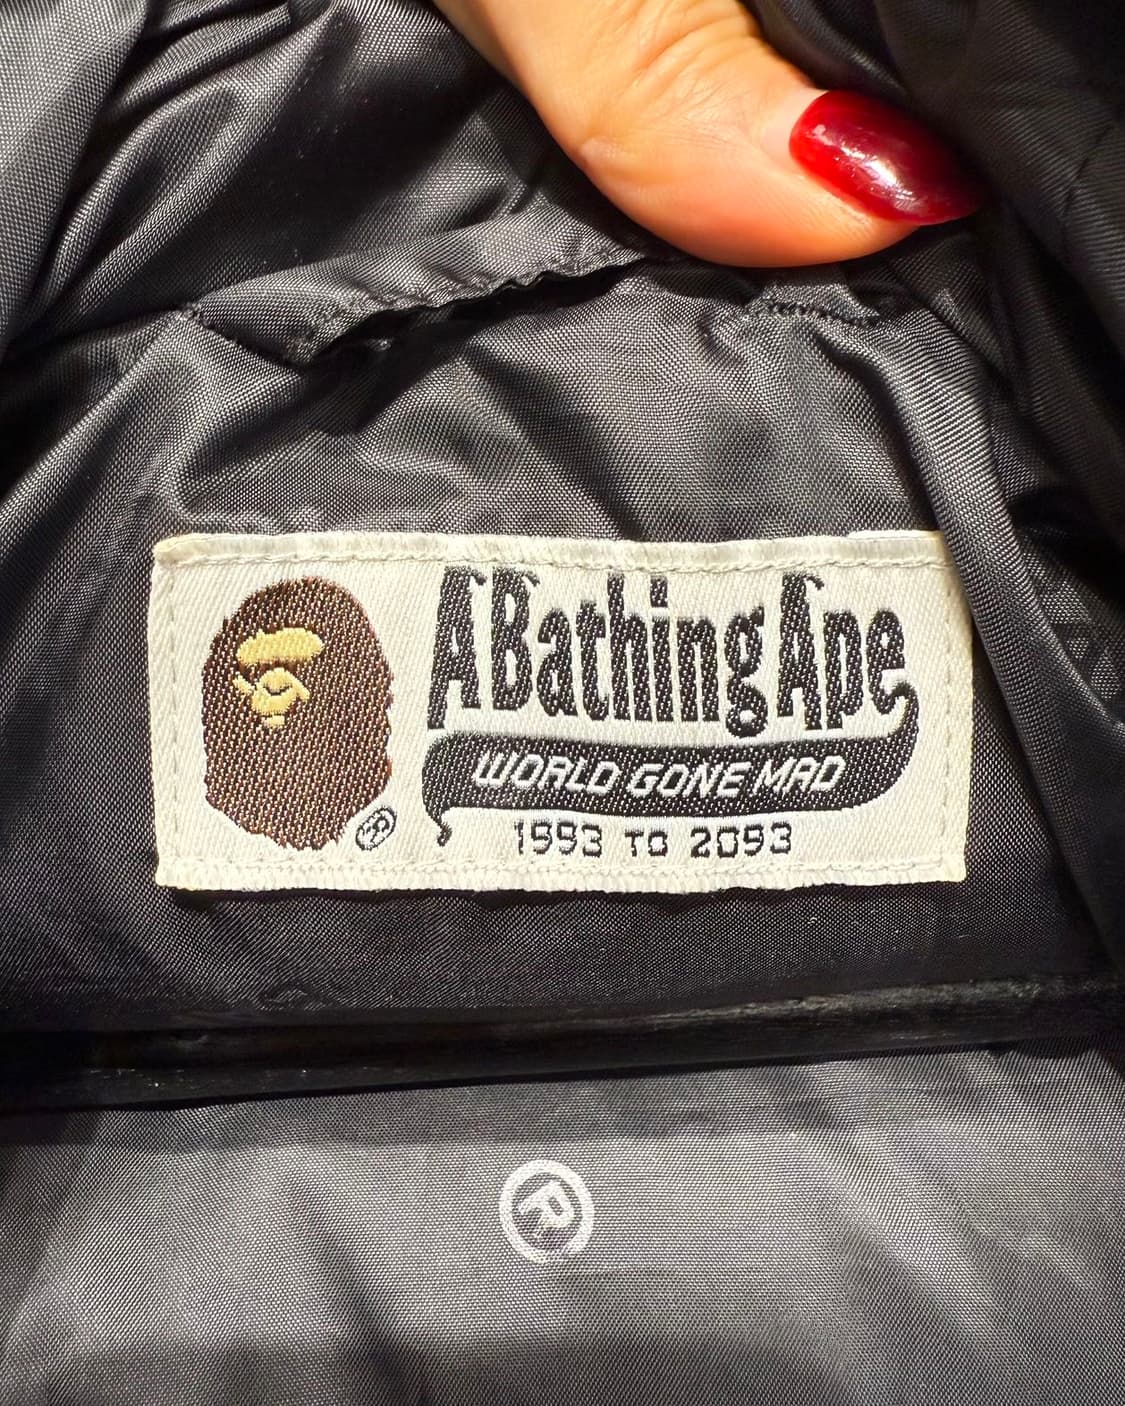 A Bathing Ape
WORLD GONE MAD
®
1993 TO 2093
®